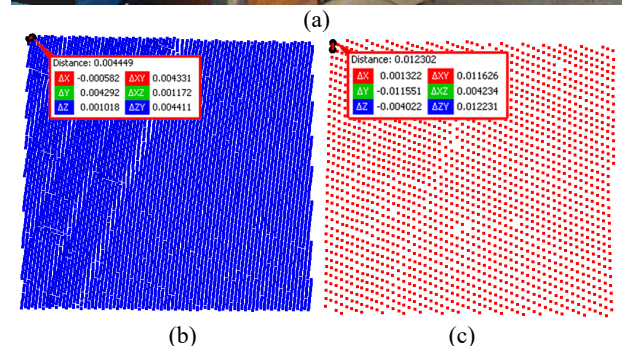 (a)
Distance: 0.004449
ΔX -0.000582 ΔXY 0.004331
ΔY 0.004292 ΔXZ 0.001172
ΔZ 0.001018 ΔZY 0.004411
Distance: 0.012302
ΔX 0.001322 ΔXY 0.011626
ΔY -0.011551 ΔXZ 0.004234
ΔZ -0.004022 ΔZY 0.012231
(b)
(c)